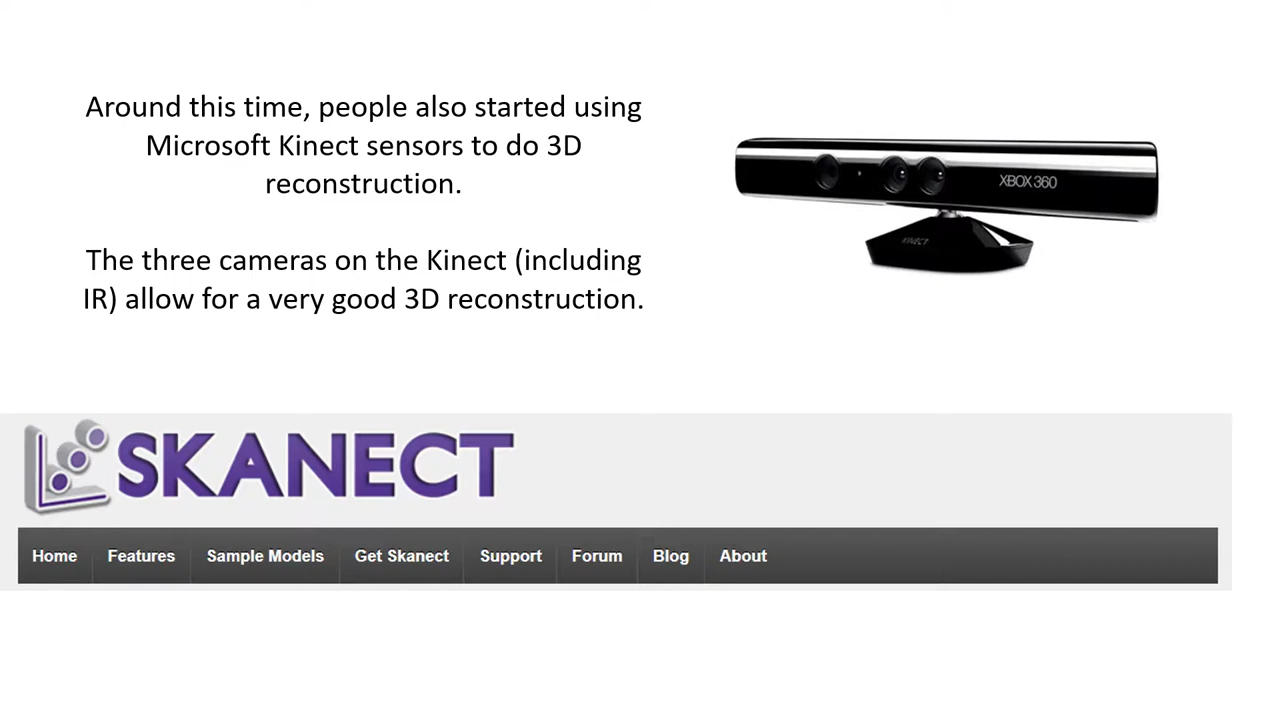 Around this time, people also started using
Microsoft Kinect sensors to do 3D
reconstruction.
The three cameras on the Kinect (including
IR) allow for a very good 3D reconstruction.
XBOX 360
KINECT
SKANECT
Home Features Sample Models Get Skanect Support Forum Blog About